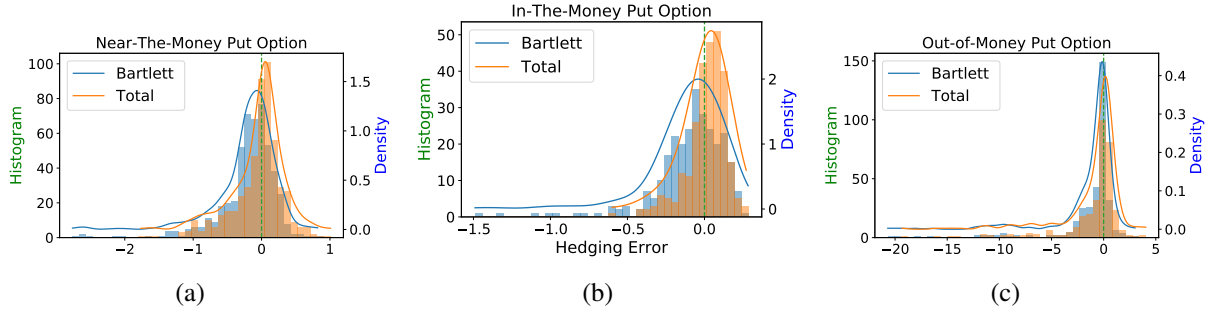 Near-The-Money Put Option
Bartlett
Total
Histogram
Density
100
80
60
40
20
0
1.5
1.0
0.5
0.0
−2
−1
0
1
(a)
In-The-Money Put Option
Bartlett
Total
Histogram
Density
50
40
30
20
10
0
2
1
0
−1.5
−1.0
−0.5
0.0
Hedging Error
(b)
Out-of-Money Put Option
Bartlett
Total
Histogram
Density
150
100
50
0
0.4
0.3
0.2
0.1
0.0
−20
−15
−10
−5
0
5
(c)